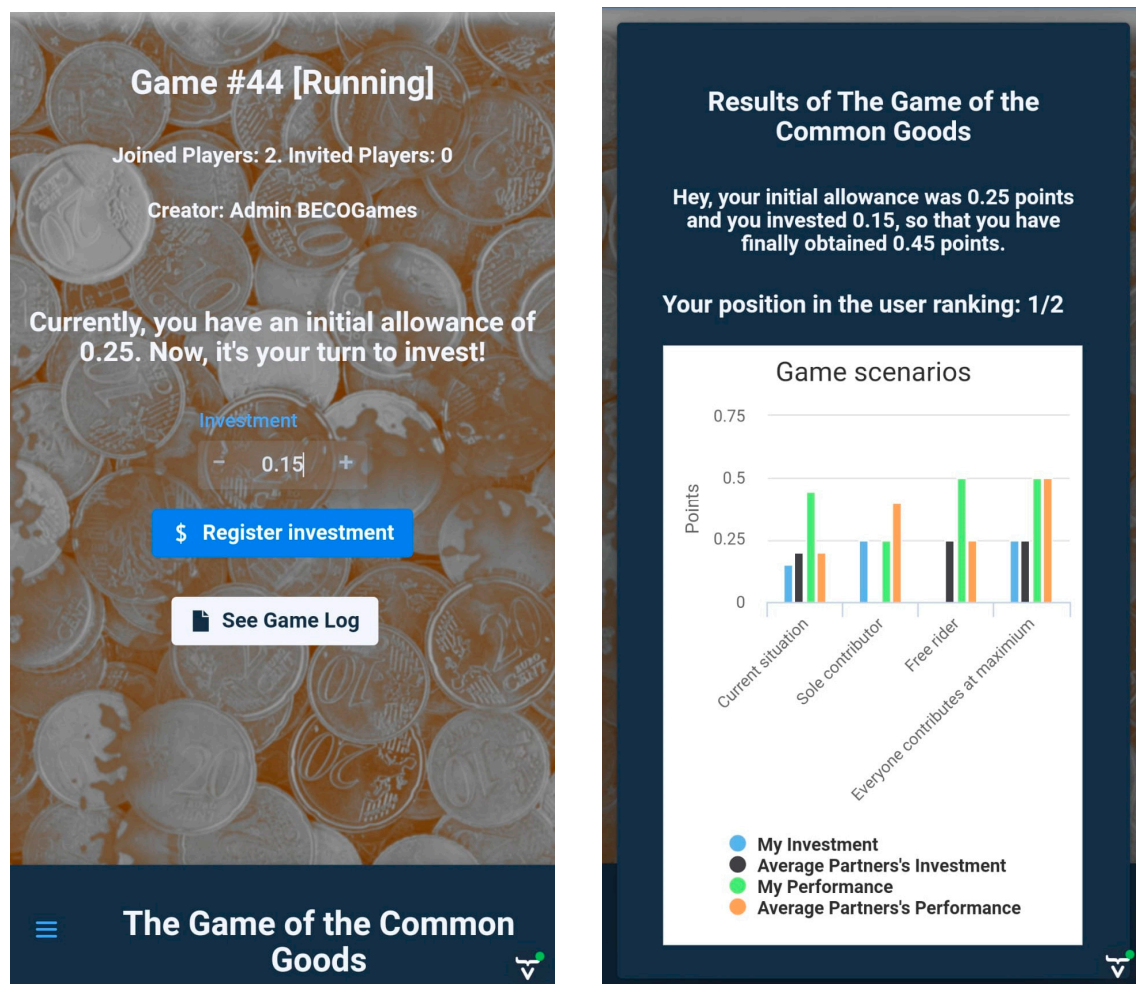 Game #44 [Running]
Joined Players: 2. Invited Players: 0
Creator: Admin BECOGames
Currently, you have an initial allowance of
0.25. Now, it's your turn to invest!
Investment
− 0.15 +
$ Register investment
See Game Log
The Game of the Common
Goods
Results of The Game of the
Common Goods
Hey, your initial allowance was 0.25 points
and you invested 0.15, so that you have
finally obtained 0.45 points.
Your position in the user ranking: 1/2
Game scenarios
Points
0.75
0.5
0.25
0
Current situation
Sole contributor
Free rider
Everyone contributes at maximium
My Investment
Average Partners's Investment
My Performance
Average Partners's Performance